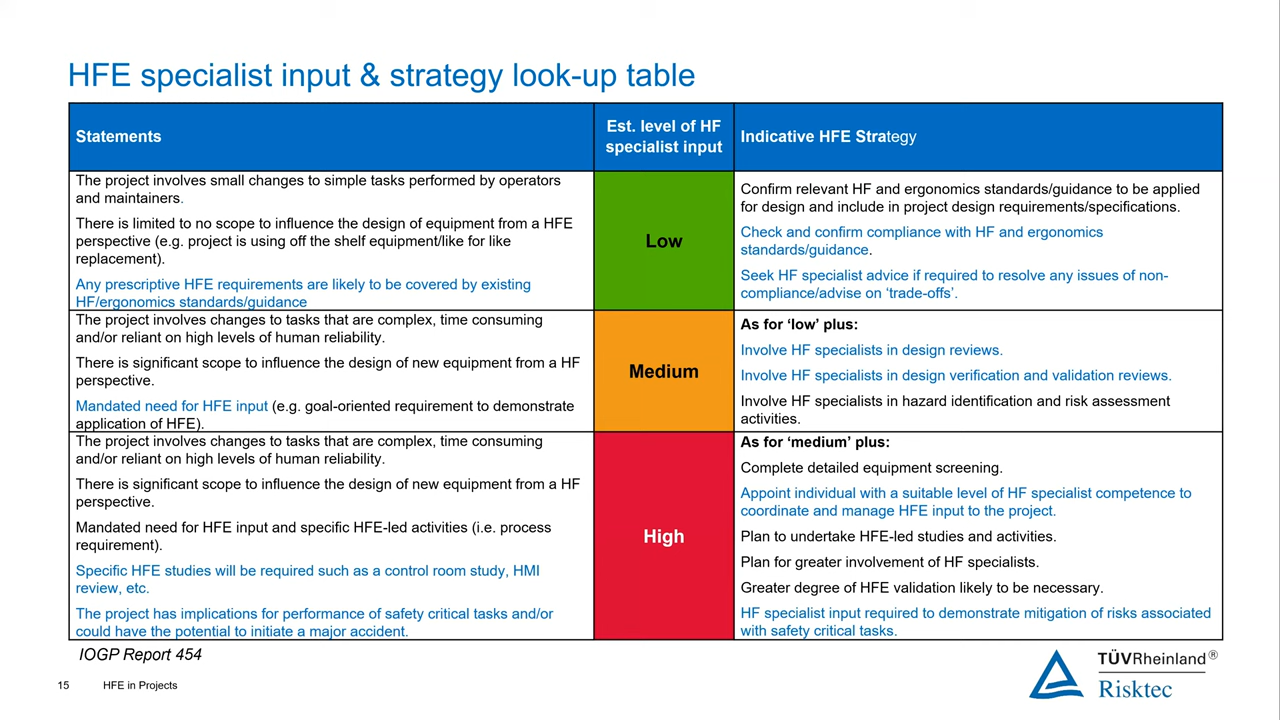 HFE specialist input & strategy look-up table
Statements
Est. level of HF
specialist input
Indicative HFE Strategy
The project involves small changes to simple tasks performed by operators
and maintainers.
There is limited to no scope to influence the design of equipment from a HFE
perspective (e.g. project is using off the shelf equipment/like for like
replacement).
Any prescriptive HFE requirements are likely to be covered by existing
HF/ergonomics standards/guidance
Low
Confirm relevant HF and ergonomics standards/guidance to be applied
for design and include in project design requirements/specifications.
Check and confirm compliance with HF and ergonomics
standards/guidance.
Seek HF specialist advice if required to resolve any issues of non-
compliance/advise on ‘trade-offs’.
The project involves changes to tasks that are complex, time consuming
and/or reliant on high levels of human reliability.
There is significant scope to influence the design of new equipment from a HF
perspective.
Mandated need for HFE input (e.g. goal-oriented requirement to demonstrate
application of HFE).
Medium
As for ‘low’ plus:
Involve HF specialists in design reviews.
Involve HF specialists in design verification and validation reviews.
Involve HF specialists in hazard identification and risk assessment
activities.
The project involves changes to tasks that are complex, time consuming
and/or reliant on high levels of human reliability.
There is significant scope to influence the design of new equipment from a HF
perspective.
Mandated need for HFE input and specific HFE-led activities (i.e. process
requirement).
Specific HFE studies will be required such as a control room study, HMI
review, etc.
The project has implications for performance of safety critical tasks and/or
could have the potential to initiate a major accident.
High
As for ‘medium’ plus:
Complete detailed equipment screening.
Appoint individual with a suitable level of HF specialist competence to
coordinate and manage HFE input to the project.
Plan to undertake HFE-led studies and activities.
Plan for greater involvement of HF specialists.
Greater degree of HFE validation likely to be necessary.
HF specialist input required to demonstrate mitigation of risks associated
with safety critical tasks.
IOGP Report 454
15 HFE in Projects
TÜVRheinland®
Risktec